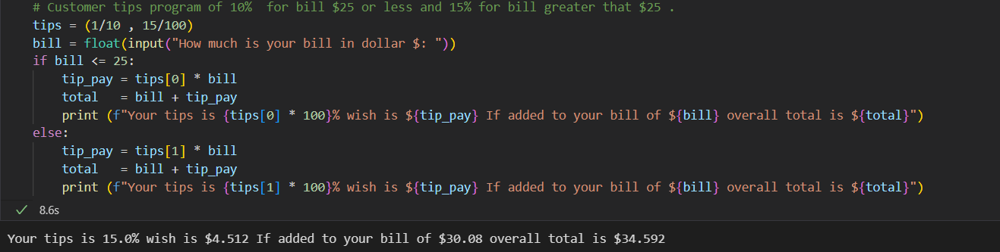 # Customer tips program of 10%  for bill $25 or less and 15% for bill greater that $25 .
tips = (1/10 , 15/100)
bill = float(input("How much is your bill in dollar $: "))
if bill <= 25:
    tip_pay = tips[0] * bill
    total   = bill + tip_pay
    print (f"Your tips is {tips[0] * 100}% wish is ${tip_pay} If added to your bill of ${bill} overall total is ${total}")
else:
    tip_pay = tips[1] * bill
    total   = bill + tip_pay
    print (f"Your tips is {tips[1] * 100}% wish is ${tip_pay} If added to your bill of ${bill} overall total is ${total}")
8.6s
Your tips is 15.0% wish is $4.512 If added to your bill of $30.08 overall total is $34.592